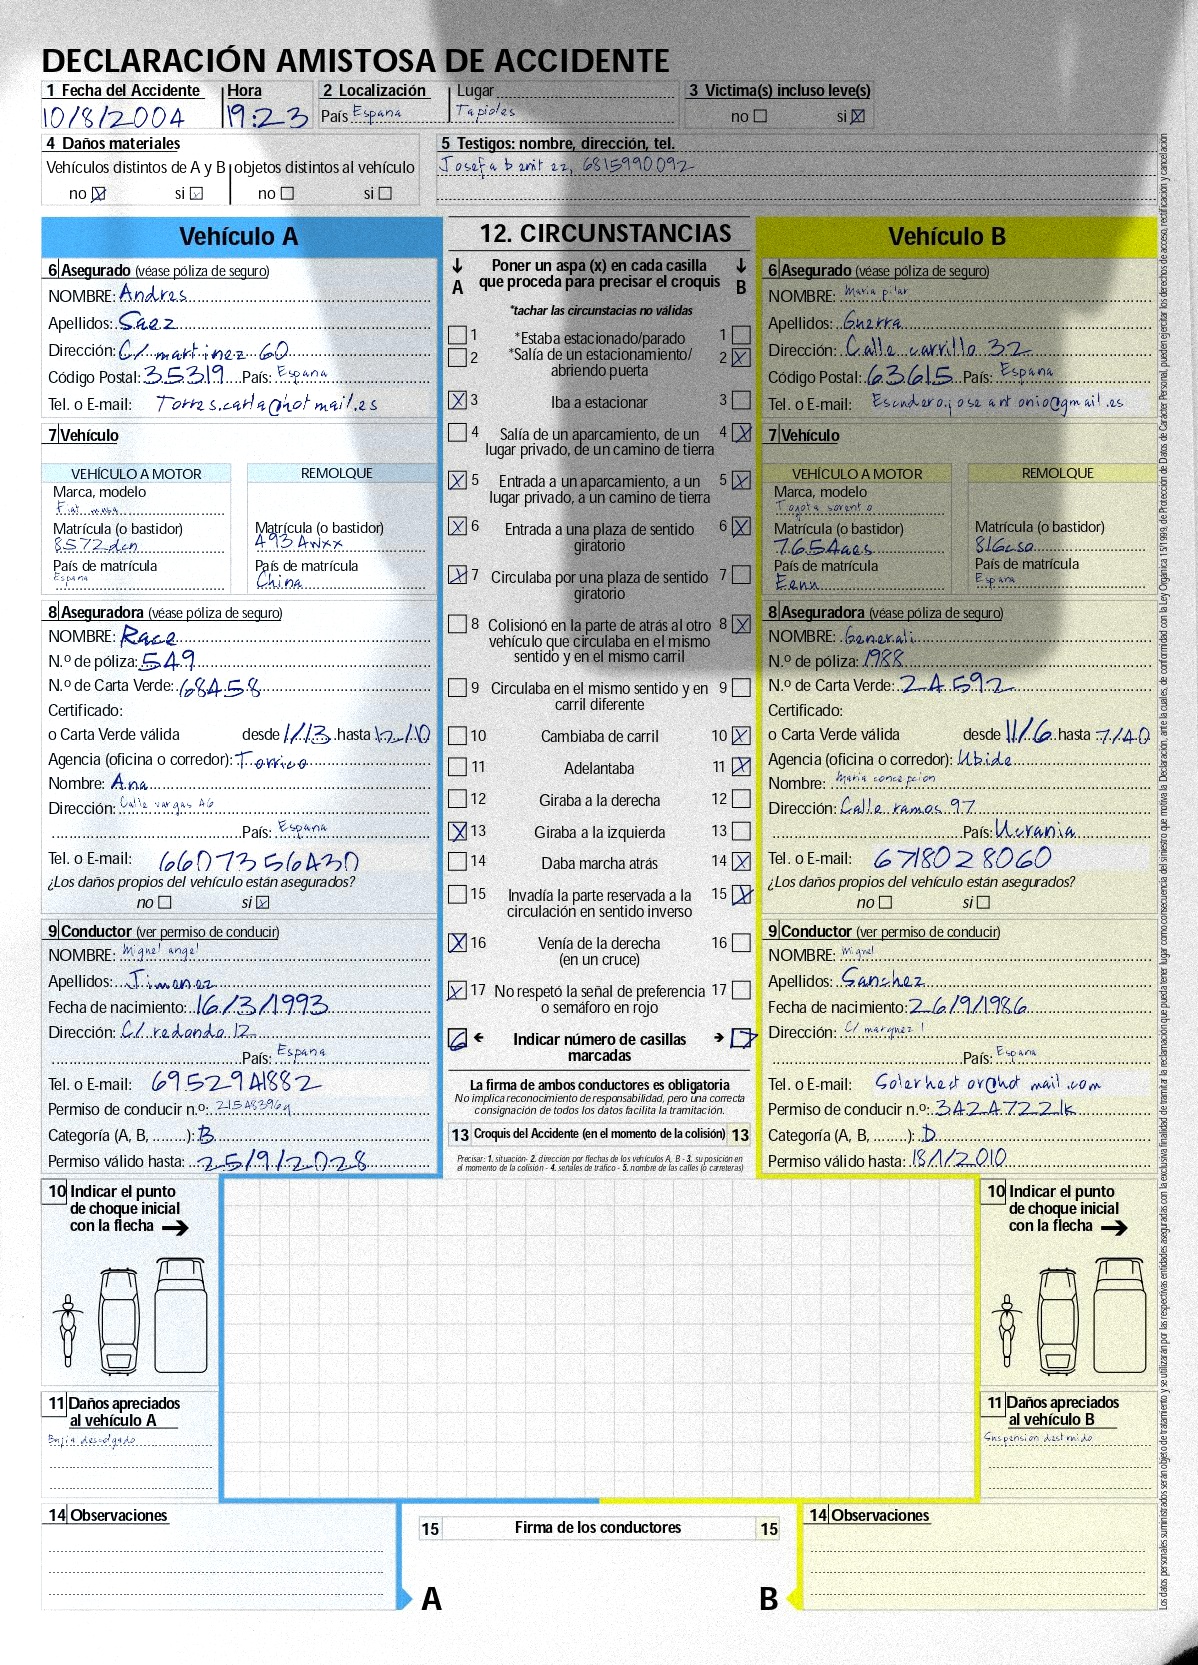 DECLARACIÓN AMISTOSA DE ACCIDENTE
1 Fecha del Accidente Hora 2 Localización Lugar 3 Victima(s) incluso leve(s)
10/8/2004 19:23 País España Tapioles no si
4 Daños materiales
Vehículos distintos de A y B objetos distintos al vehículo
no si no si
5 Testigos: nombre, dirección, tel.
Josefa benitez, 6815990092
Vehículo A
6 Asegurado (véase póliza de seguro)
NOMBRE: Andres
Apellidos: Saez
Dirección: C/ martinez 60
Código Postal: 35319 País: España
Tel. o E-mail: Torres.carla@hotmail.es
7 Vehículo
VEHÍCULO A MOTOR REMOLQUE
Marca, modelo
Fiat musa
Matrícula (o bastidor) Matrícula (o bastidor)
8572dcn 493Awxx
País de matrícula País de matrícula
España China
8 Aseguradora (véase póliza de seguro)
NOMBRE: Race
N.º de póliza: 549
N.º de Carta Verde: 68458
Certificado:
o Carta Verde válida desde 1/13 hasta 12/10
Agencia (oficina o corredor): Torrico
Nombre: Ana
Dirección: Calle vargas 46
País: España
Tel. o E-mail: 6607356430
¿Los daños propios del vehículo están asegurados?
no si
9 Conductor (ver permiso de conducir)
NOMBRE: Miguel angel
Apellidos: Jimenez
Fecha de nacimiento: 16/3/1993
Dirección: C/ redondo 12
País: España
Tel. o E-mail: 6952941882
Permiso de conducir n.º: 21548396q
Categoría (A, B, ........): B
Permiso válido hasta: 25/9/2028
12. CIRCUNSTANCIAS
Poner un aspa (x) en cada casilla
que proceda para precisar el croquis
A B
*tachar las circunstacias no válidas
1 *Estaba estacionado/parado 1
2 *Salía de un estacionamiento/ 2
abriendo puerta
3 Iba a estacionar 3
4 Salía de un aparcamiento, de un 4
lugar privado, de un camino de tierra
5 Entrada a un aparcamiento, a un 5
lugar privado, a un camino de tierra
6 Entrada a una plaza de sentido 6
giratorio
7 Circulaba por una plaza de sentido 7
giratorio
8 Colisionó en la parte de atrás al otro 8
vehículo que circulaba en el mismo
sentido y en el mismo carril
9 Circulaba en el mismo sentido y en 9
carril diferente
10 Cambiaba de carril 10
11 Adelantaba 11
12 Giraba a la derecha 12
13 Giraba a la izquierda 13
14 Daba marcha atrás 14
15 Invadía la parte reservada a la 15
circulación en sentido inverso
16 Venía de la derecha 16
(en un cruce)
17 No respetó la señal de preferencia 17
o semáforo en rojo
6 Indicar número de casillas 7
marcadas
La firma de ambos conductores es obligatoria
No implica reconocimiento de responsabilidad, pero una correcta
consignación de todos los datos facilita la tramitación.
13 Croquis del Accidente (en el momento de la colisión) 13
Precisar: 1. situación- 2. dirección por flechas de los vehículos A, B - 3. su posición en
el momento de la colisión - 4. señales de tráfico - 5. nombre de las calles (o carreteras)
Vehículo B
6 Asegurado (véase póliza de seguro)
NOMBRE: Maria pilar
Apellidos: Guerra
Dirección: Calle carrillo 32
Código Postal: 63615 País: España
Tel. o E-mail: Escudero.jose antonio@gmail.es
7 Vehículo
VEHÍCULO A MOTOR REMOLQUE
Marca, modelo
Toyota sorento
Matrícula (o bastidor) Matrícula (o bastidor)
7654aes 816cso
País de matrícula País de matrícula
Eenn España
8 Aseguradora (véase póliza de seguro)
NOMBRE: Generali
N.º de póliza: 1988
N.º de Carta Verde: 24592
Certificado:
o Carta Verde válida desde 11/6 hasta 7/40
Agencia (oficina o corredor): Ubide
Nombre: Maria concepcion
Dirección: Calle ramos 97
País: Ucrania
Tel. o E-mail: 6718028060
¿Los daños propios del vehículo están asegurados?
no si
9 Conductor (ver permiso de conducir)
NOMBRE: Miguel
Apellidos: Sanchez
Fecha de nacimiento: 26/9/1986
Dirección: C/ marquez 1
País: España
Tel. o E-mail: Solerhector@hotmail.com
Permiso de conducir n.º: 34247221k
Categoría (A, B, ........): D
Permiso válido hasta: 18/1/2010
10 Indicar el punto
de choque inicial
con la flecha
11 Daños apreciados
al vehículo A
Bujia descolgado
10 Indicar el punto
de choque inicial
con la flecha
11 Daños apreciados
al vehículo B
Suspension destruido
14 Observaciones
15 Firma de los conductores 15
A B
14 Observaciones
Los datos personales suministrados serán objeto de tratamiento y se utilizarán por las respectivas entidades aseguradas con la exclusiva finalidad de tramitar la reclamación que pueda tener lugar como consecuencia del siniestro que motiva la Declaración, ante la cuales, de conformidad con la Ley Orgánica 15/1999, de Protección de Datos de Carácter Personal, pueden ejercitar los derechos de acceso, rectificación y cancelación